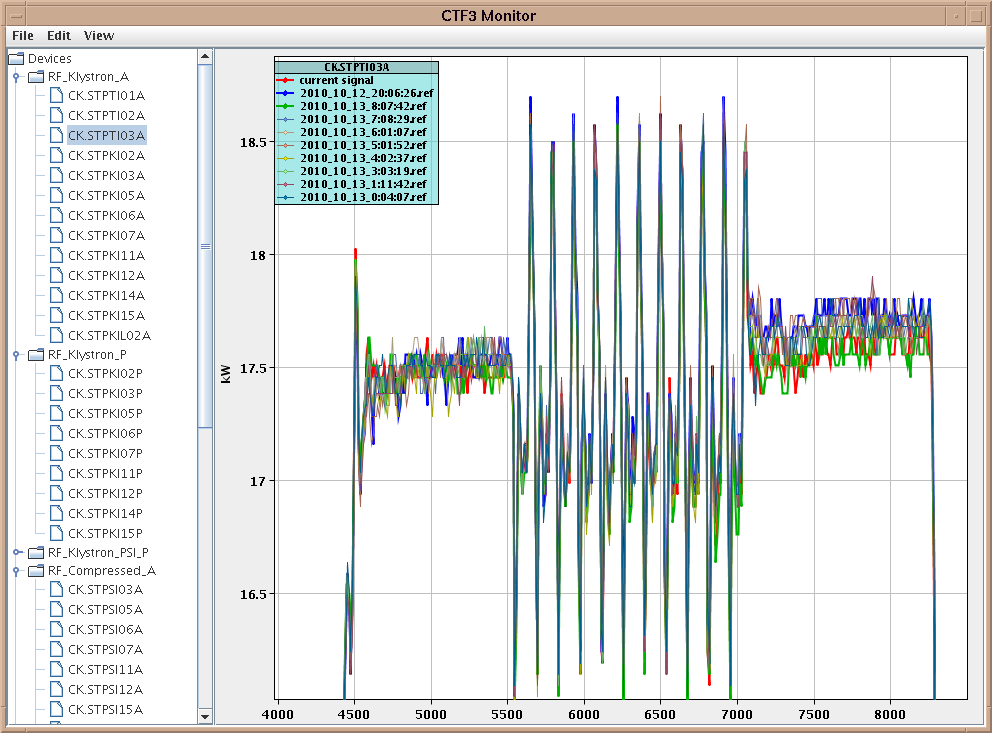 CTF3 Monitor
File Edit View
Devices
RF_Klystron_A
CK.STPTI01A
CK.STPTI02A
CK.STPTI03A
CK.STPKI02A
CK.STPKI03A
CK.STPKI05A
CK.STPKI06A
CK.STPKI07A
CK.STPKI11A
CK.STPKI12A
CK.STPKI14A
CK.STPKI15A
CK.STPKIL02A
RF_Klystron_P
CK.STPKI02P
CK.STPKI03P
CK.STPKI05P
CK.STPKI06P
CK.STPKI07P
CK.STPKI11P
CK.STPKI12P
CK.STPKI14P
CK.STPKI15P
RF_Klystron_PSI_P
RF_Compressed_A
CK.STPSI03A
CK.STPSI05A
CK.STPSI06A
CK.STPSI07A
CK.STPSI11A
CK.STPSI12A
CK.STPSI15A
CK.STPTI03A
current signal
2010_10_12_20:06:26.ref
2010_10_13_8:07:42.ref
2010_10_13_7:08:29.ref
2010_10_13_6:01:07.ref
2010_10_13_5:01:52.ref
2010_10_13_4:02:37.ref
2010_10_13_3:03:19.ref
2010_10_13_1:11:42.ref
2010_10_13_0:04:07.ref
18.5
18
17.5
17
16.5
kW
4000 4500 5000 5500 6000 6500 7000 7500 8000